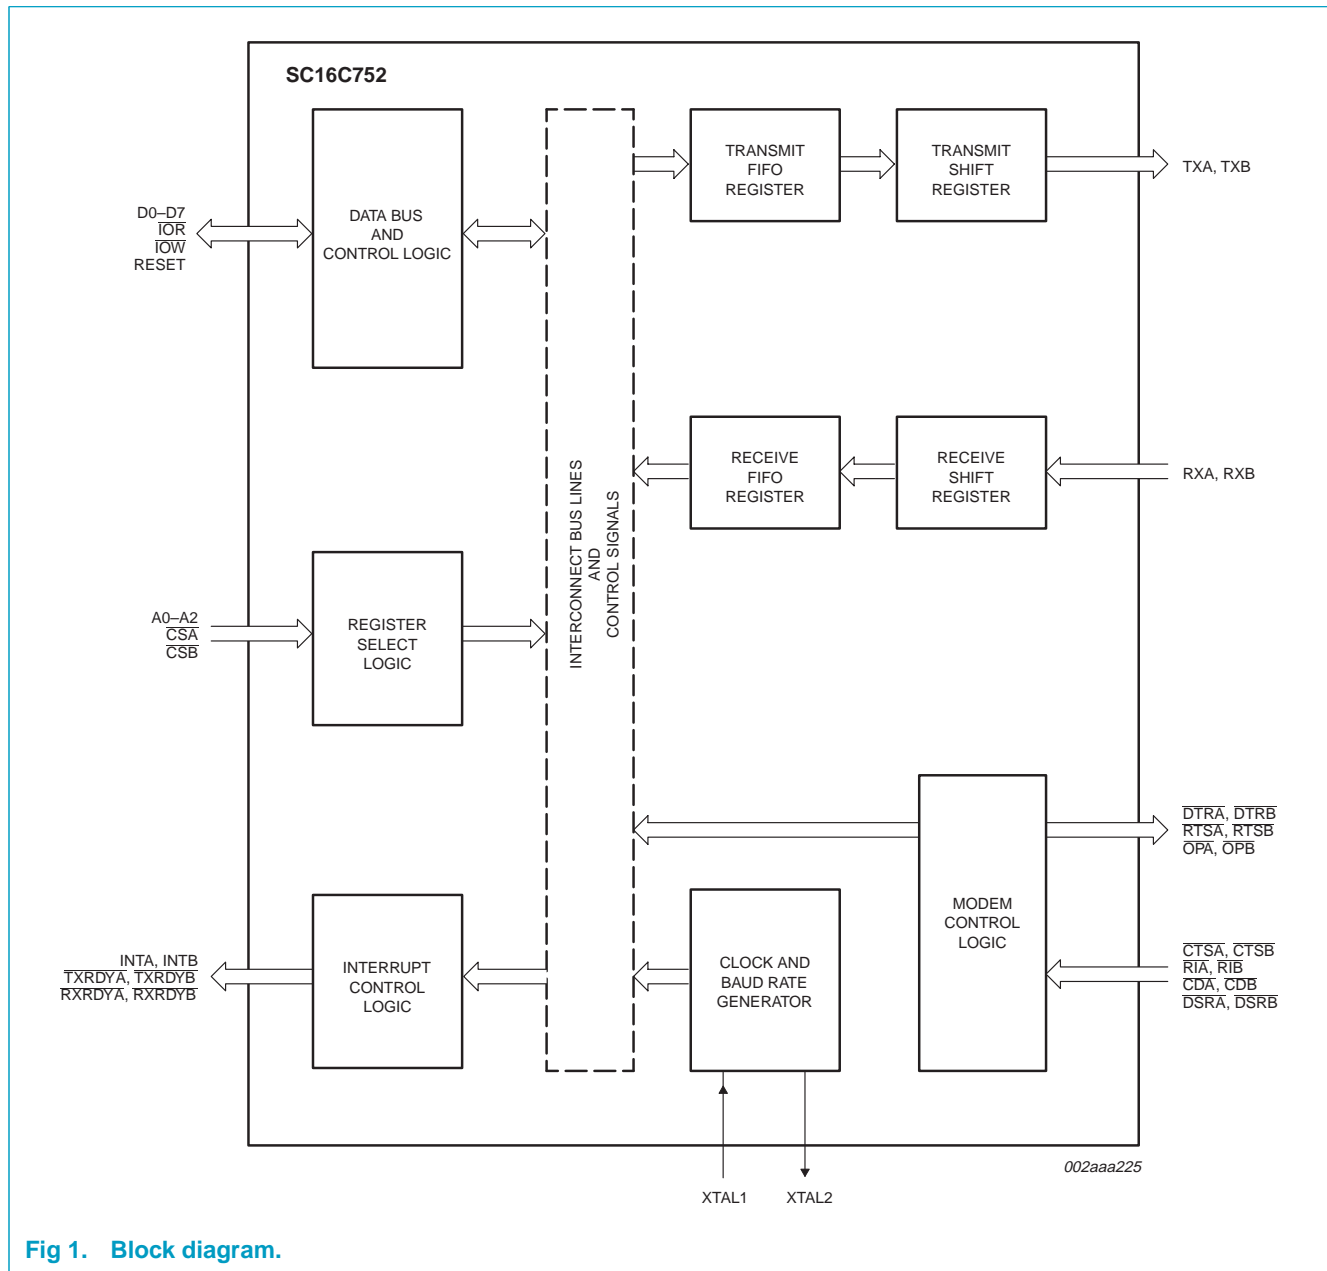 SC16C752
D0–D7
IOR
IOW
RESET
DATA BUS
AND
CONTROL LOGIC
TRANSMIT
FIFO
REGISTER
TRANSMIT
SHIFT
REGISTER
TXA, TXB
RECEIVE
FIFO
REGISTER
RECEIVE
SHIFT
REGISTER
RXA, RXB
INTERCONNECT BUS LINES
AND
CONTROL SIGNALS
A0–A2
CSA
CSB
REGISTER
SELECT
LOGIC
DTRA, DTRB
RTSA, RTSB
OPA, OPB
MODEM
CONTROL
LOGIC
INTA, INTB
TXRDYA, TXRDYB
RXRDYA, RXRDYB
INTERRUPT
CONTROL
LOGIC
CLOCK AND
BAUD RATE
GENERATOR
CTSA, CTSB
RIA, RIB
CDA, CDB
DSRA, DSRB
XTAL1
XTAL2
002aaa225
Fig 1. Block diagram.